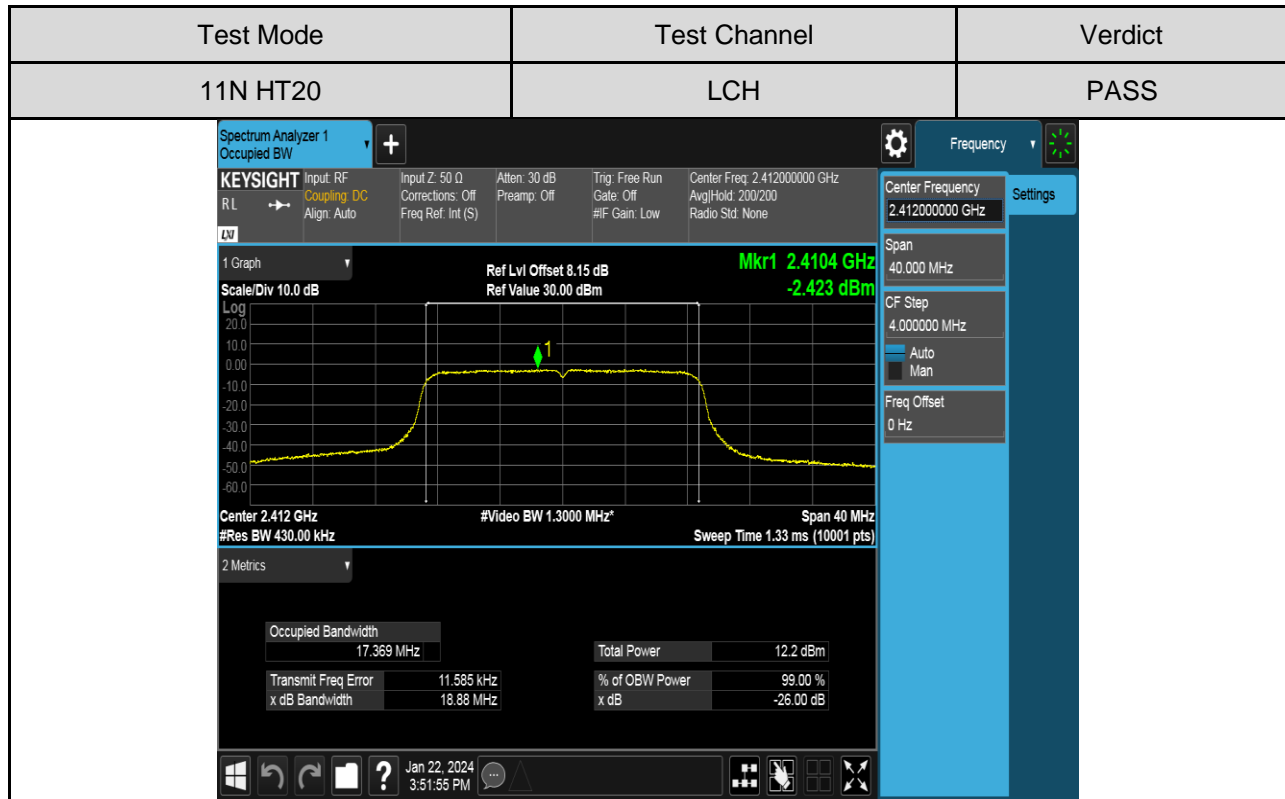 Test Mode Test Channel Verdict
11N HT20 LCH PASS
Spectrum Analyzer 1
Occupied BW
+
Frequency
KEYSIGHT
RL
LXI
Input: RF
Coupling: DC
Align: Auto
Input Z: 50 Ω
Corrections: Off
Freq Ref: Int (S)
Atten: 30 dB
Preamp: Off
Trig: Free Run
Gate: Off
#IF Gain: Low
Center Freq: 2.412000000 GHz
Avg|Hold: 200/200
Radio Std: None
Center Frequency
2.412000000 GHz
Settings
Span
40.000 MHz
CF Step
4.000000 MHz
Auto
Man
Freq Offset
0 Hz
1 Graph
Scale/Div 10.0 dB
Ref Lvl Offset 8.15 dB
Ref Value 30.00 dBm
Mkr1 2.4104 GHz
-2.423 dBm
Log
20.0
10.0
0.00
-10.0
-20.0
-30.0
-40.0
-50.0
-60.0
1
Center 2.412 GHz #Video BW 1.3000 MHz* Span 40 MHz
#Res BW 430.00 kHz Sweep Time 1.33 ms (10001 pts)
2 Metrics
Occupied Bandwidth
17.369 MHz
Total Power 12.2 dBm
Transmit Freq Error 11.585 kHz
% of OBW Power 99.00 %
x dB Bandwidth 18.88 MHz
x dB -26.00 dB
?
Jan 22, 2024
3:51:55 PM